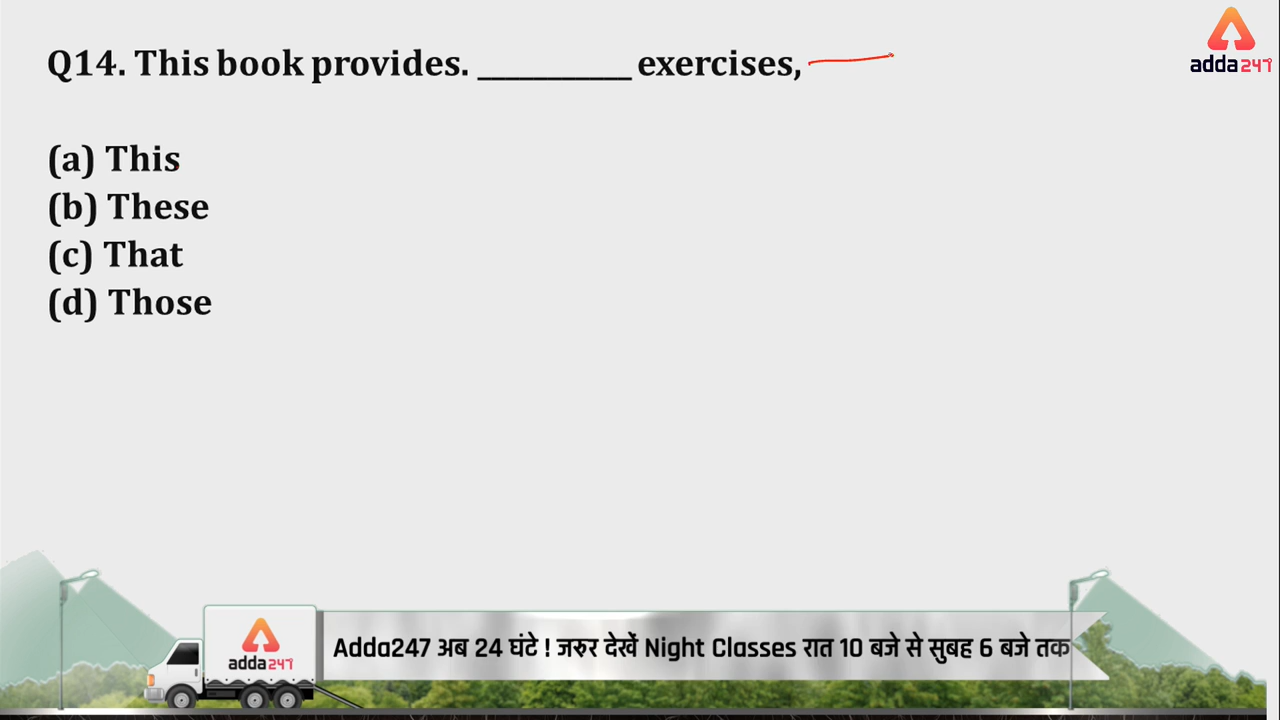 Q14. This book provides. __________ exercises,
adda247
(a) This
(b) These
(c) That
(d) Those
adda247
Adda247 अब 24 घंटे ! जरुर देखें Night Classes रात 10 बजे से सुबह 6 बजे तक